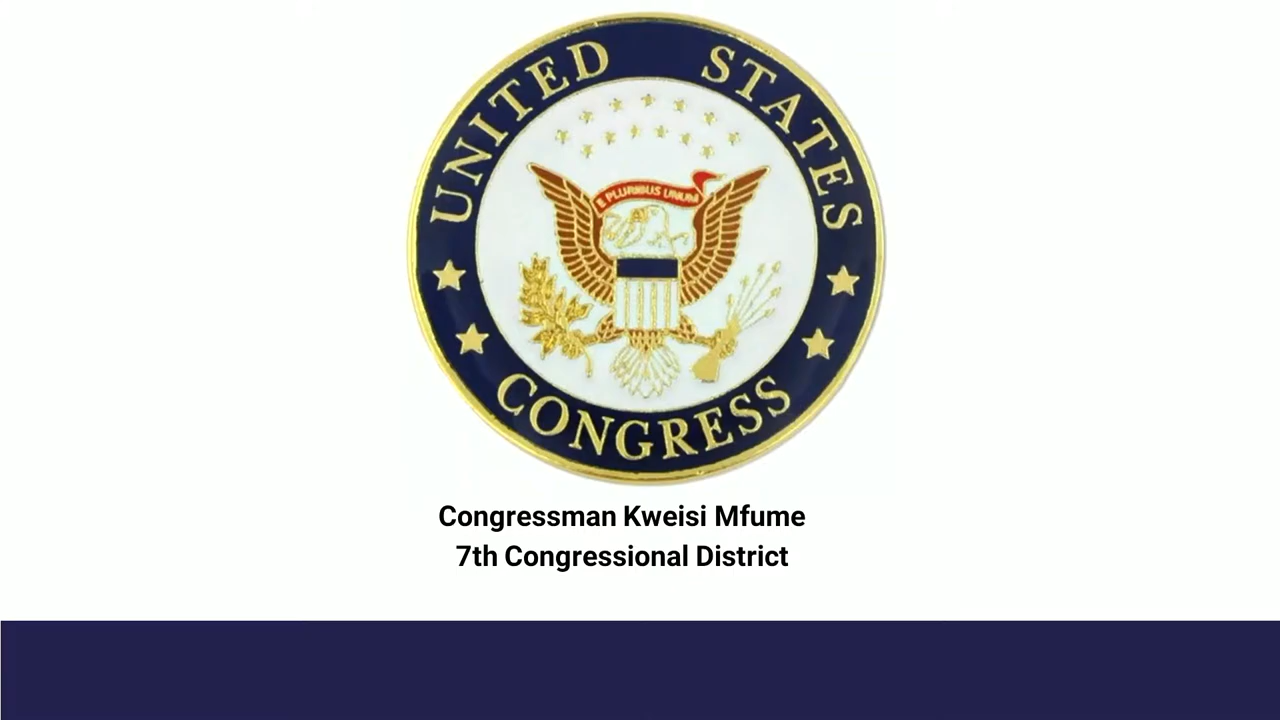 UNITED STATES
E PLURIBUS UNUM
CONGRESS
Congressman Kweisi Mfume
7th Congressional District